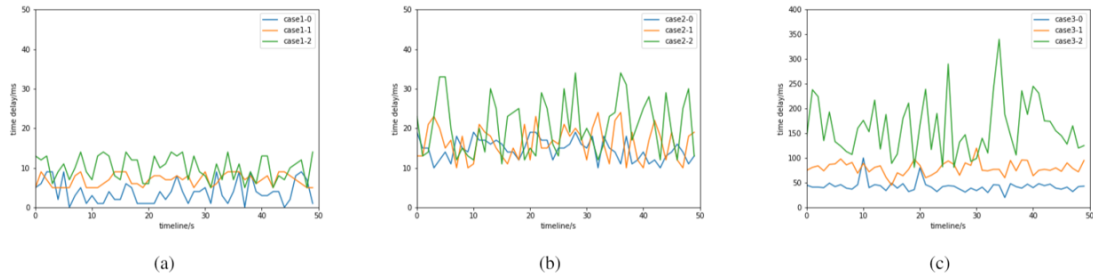 50
40
30
20
10
0
time delay/ms
0 10 20 30 40 50
timeline/s
case1-0
case1-1
case1-2
(a)
50
40
30
20
10
0
time delay/ms
0 10 20 30 40 50
timeline/s
case2-0
case2-1
case2-2
(b)
400
350
300
250
200
150
100
50
0
time delay/ms
0 10 20 30 40 50
timeline/s
case3-0
case3-1
case3-2
(c)